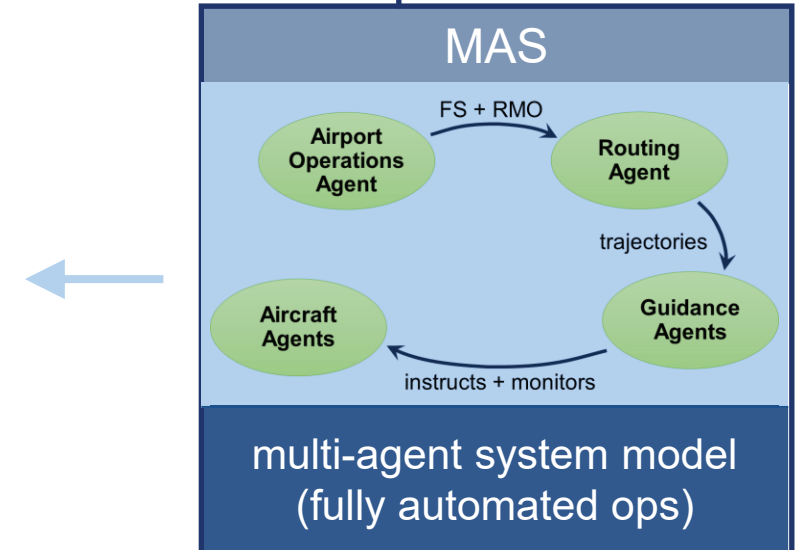 MAS
FS + RMO
Airport
Operations
Agent
Routing
Agent
trajectories
Guidance
Agents
Aircraft
Agents
instructs + monitors
multi-agent system model
(fully automated ops)